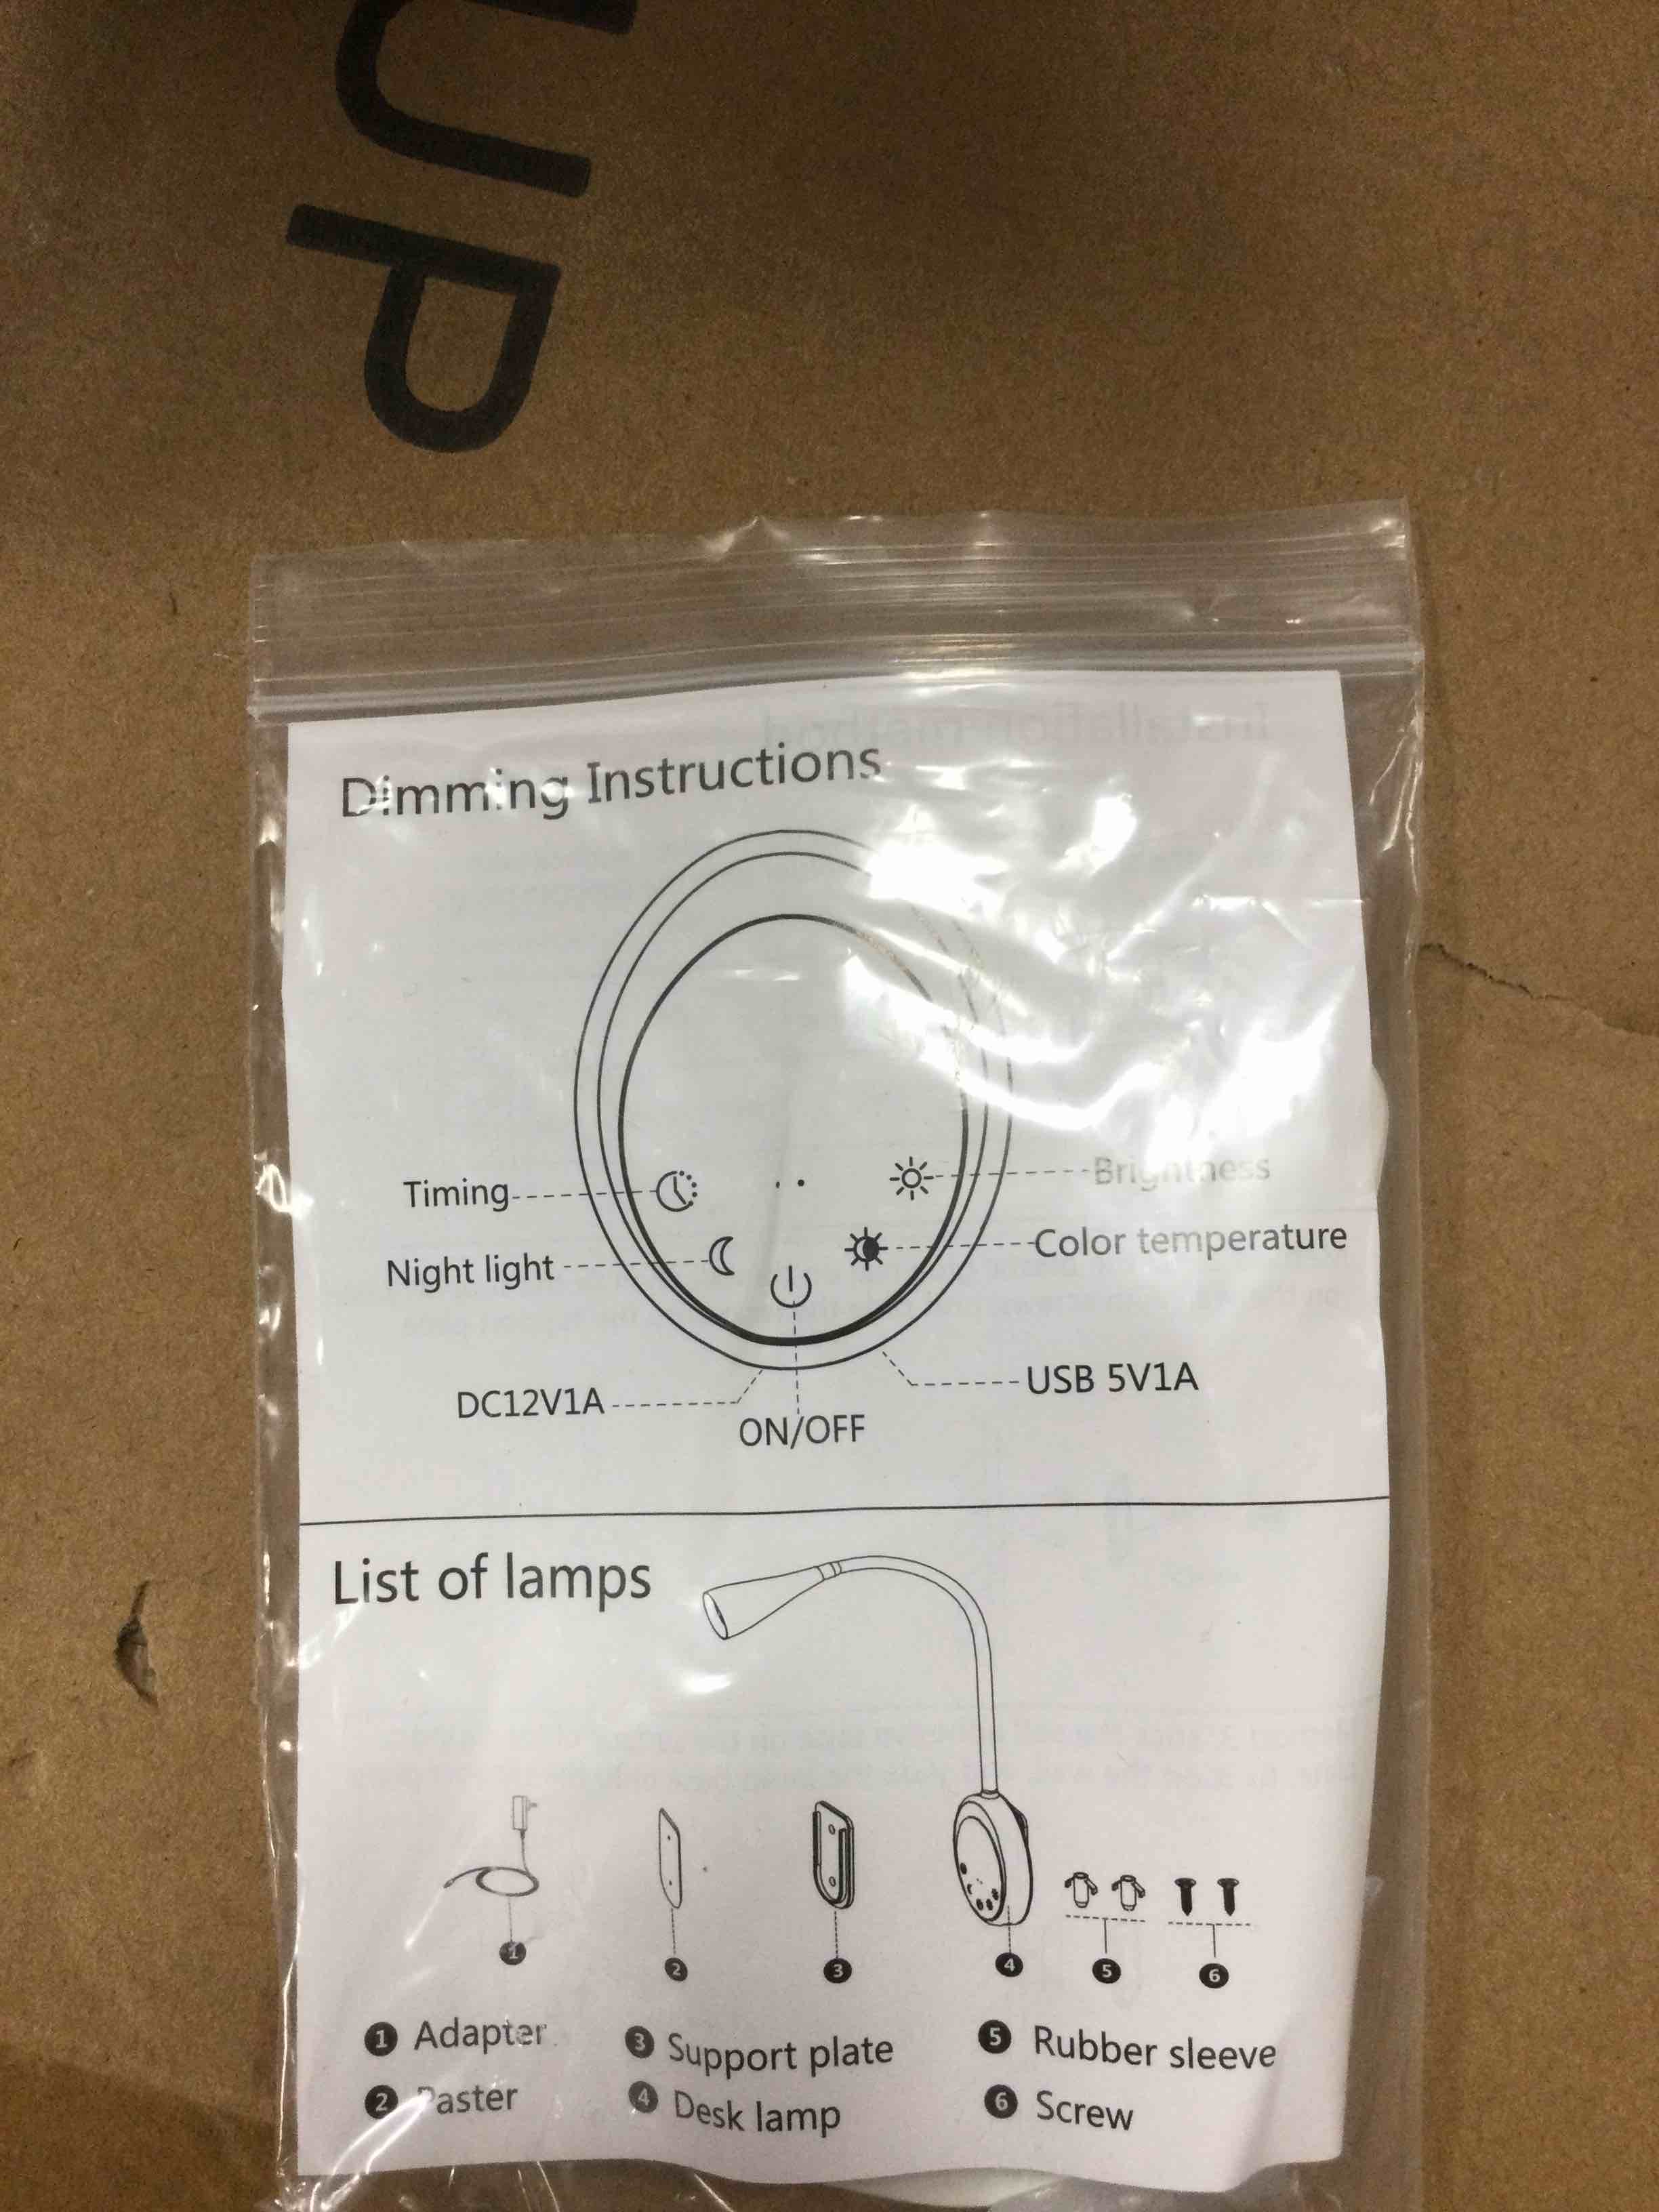 UP
Dimming Instructions
Timing
Brightness
Night light
Color temperature
DC12V1A
USB 5V1A
ON/OFF
List of lamps
1
2
3
4
5
6
1 Adapter
3 Support plate
5 Rubber sleeve
2 Paster
4 Desk lamp
6 Screw